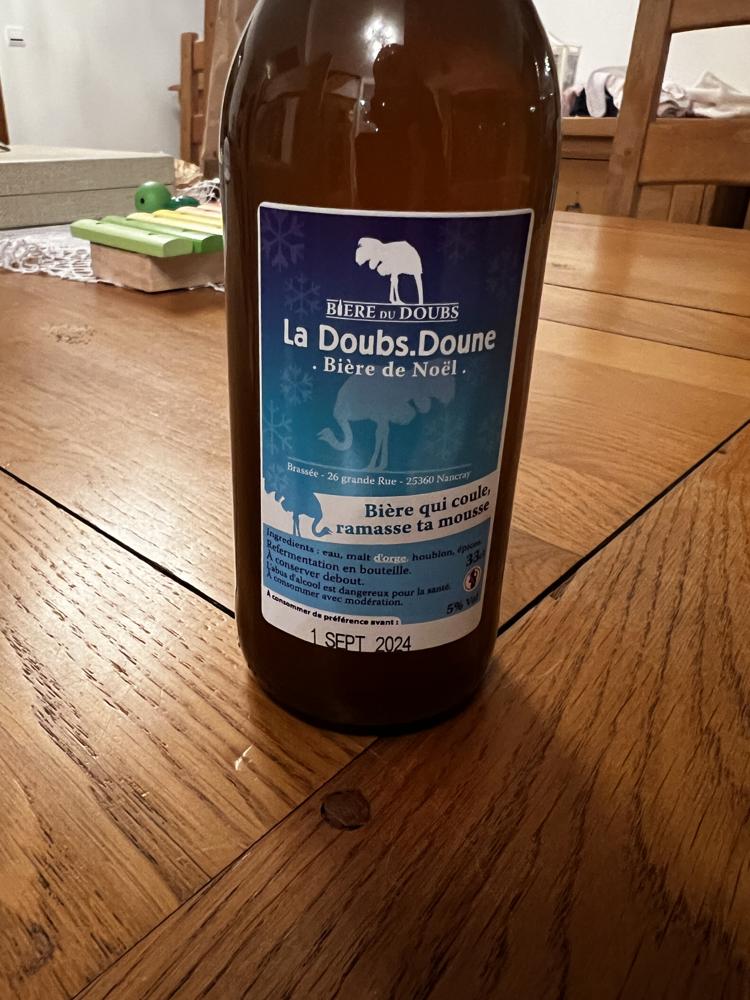 BIÈRE DU DOUBS
La Doubs.Doune
. Bière de Noël .
Brassée - 26 grande Rue - 25360 Nancray
Bière qui coule,
ramasse ta mousse
Ingredients : eau, malt d'orge, houblon, épices.
Refermentation en bouteille.
33cl
À conserver debout.
L'abus d'alcool est dangereux pour la santé.
À consommer avec modération.
5% Vol
À consommer de préférence avant :
1 SEPT 2024